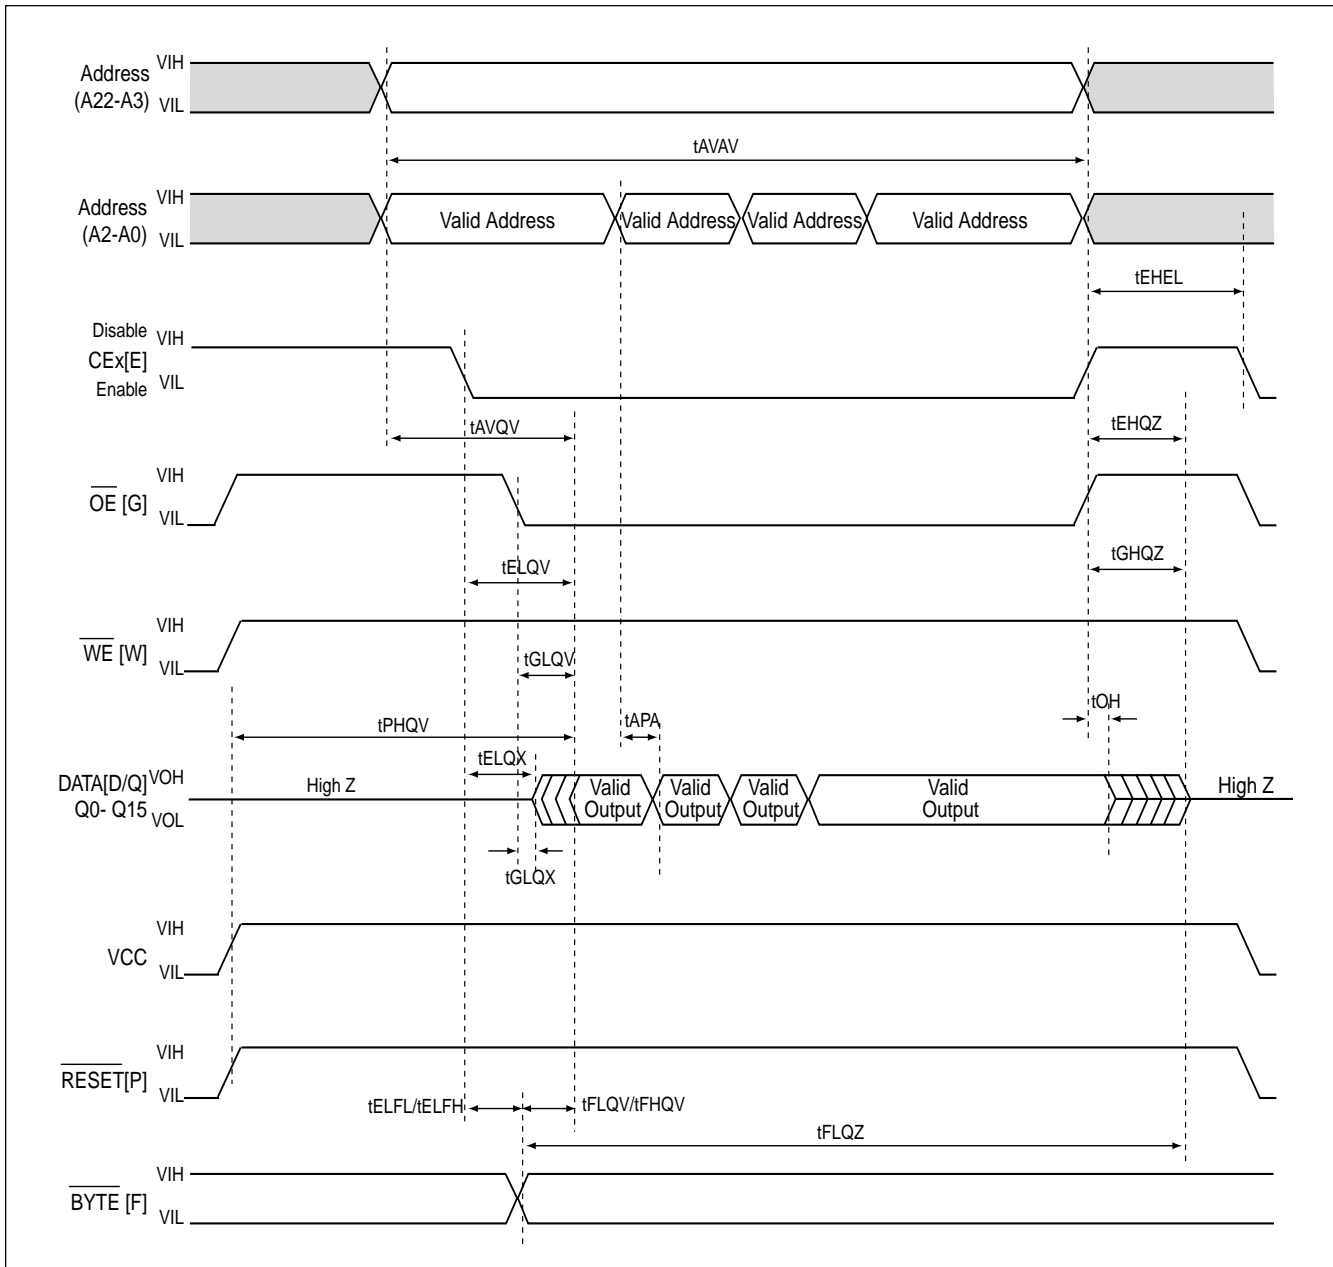 Address
(A22-A3)
VIH
VIL
tAVAV
Address
(A2-A0)
VIH
VIL
Valid Address
Valid Address
Valid Address
Valid Address
tEHEL
Disable
CEx[E]
Enable
VIH
VIL
tAVQV
tEHQZ
OE [G]
VIH
VIL
tELQV
tGHQZ
WE [W]
VIH
VIL
tGLQV
tPHQV
tAPA
tOH
tELQX
DATA[D/Q]
Q0- Q15
VOH
VOL
High Z
Valid
Output
Valid
Output
Valid
Output
Valid
Output
High Z
tGLQX
VCC
VIH
VIL
RESET[P]
VIH
VIL
tELFL/tELFH
tFLQV/tFHQV
tFLQZ
BYTE [F]
VIH
VIL